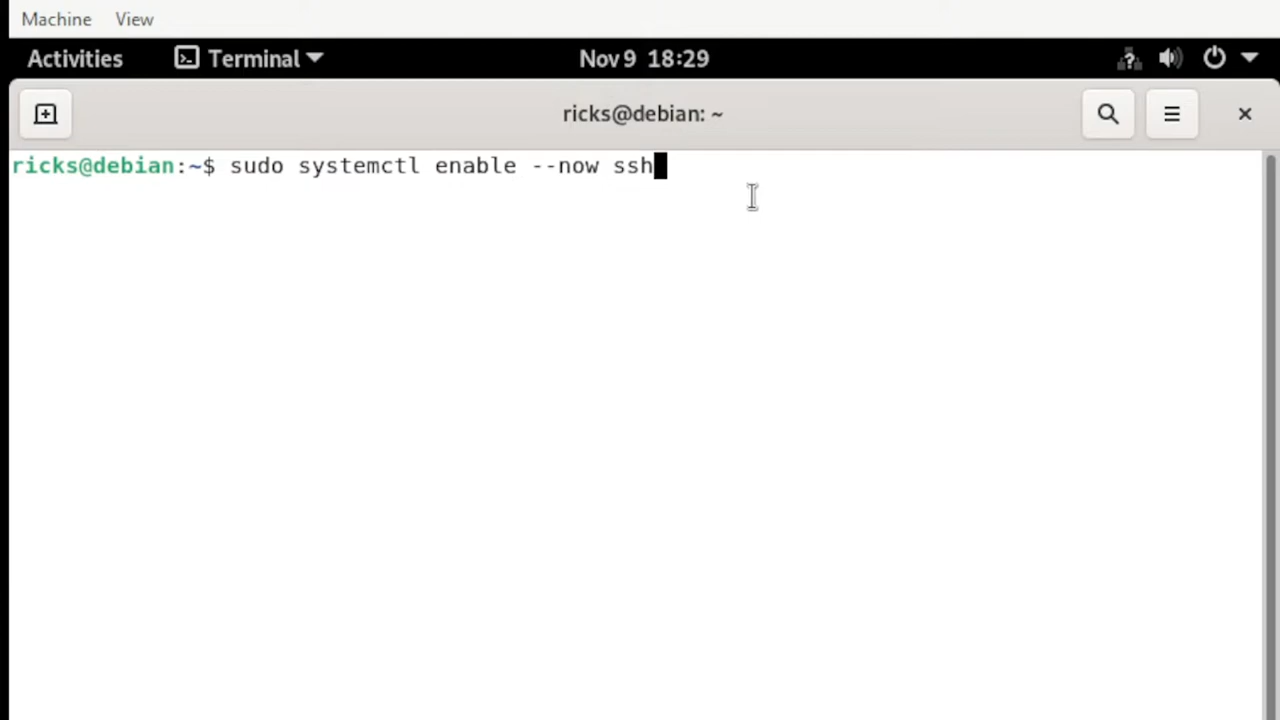 Machine View
Activities Terminal Nov 9 18:29 ?
ricks@debian: ~
ricks@debian:~$ sudo systemctl enable --now ssh